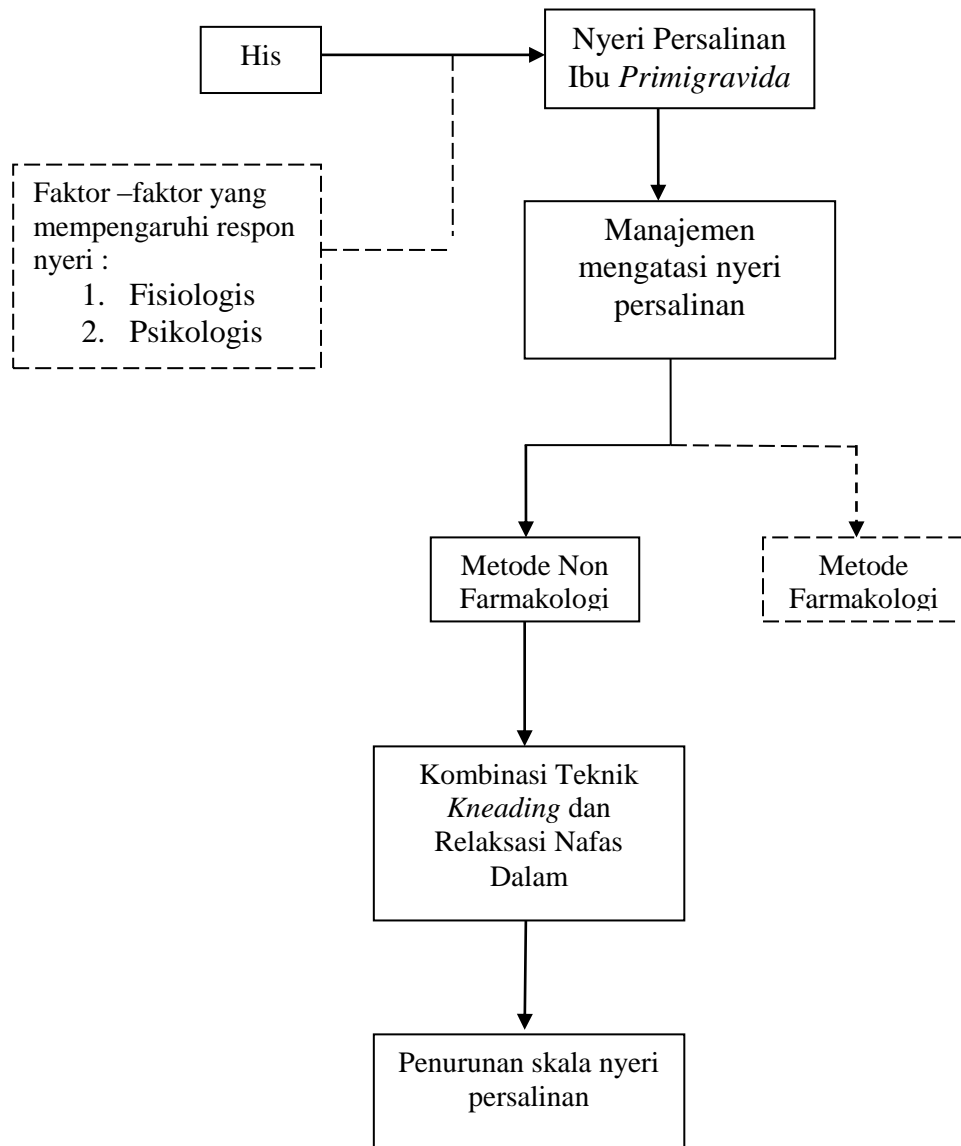 His
Nyeri Persalinan
Ibu Primigravida
Faktor –faktor yang
mempengaruhi respon
nyeri :
1. Fisiologis
2. Psikologis
Manajemen
mengatasi nyeri
persalinan
Metode Non
Farmakologi
Metode
Farmakologi
Kombinasi Teknik
Kneading dan
Relaksasi Nafas
Dalam
Penurunan skala nyeri
persalinan